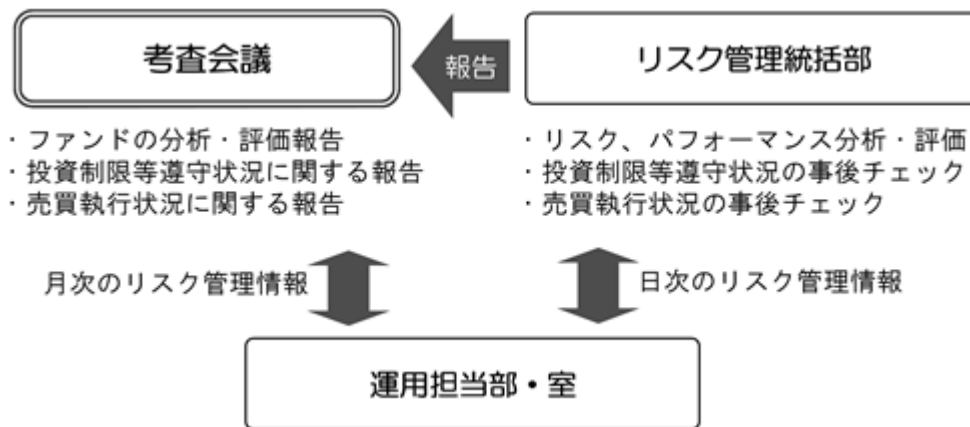 考査会議
報告
リスク管理統括部
・ファンドの分析・評価報告
・投資制限等遵守状況に関する報告
・売買執行状況に関する報告
・リスク、パフォーマンス分析・評価
・投資制限等遵守状況の事後チェック
・売買執行状況の事後チェック
月次のリスク管理情報
日次のリスク管理情報
運用担当部・室